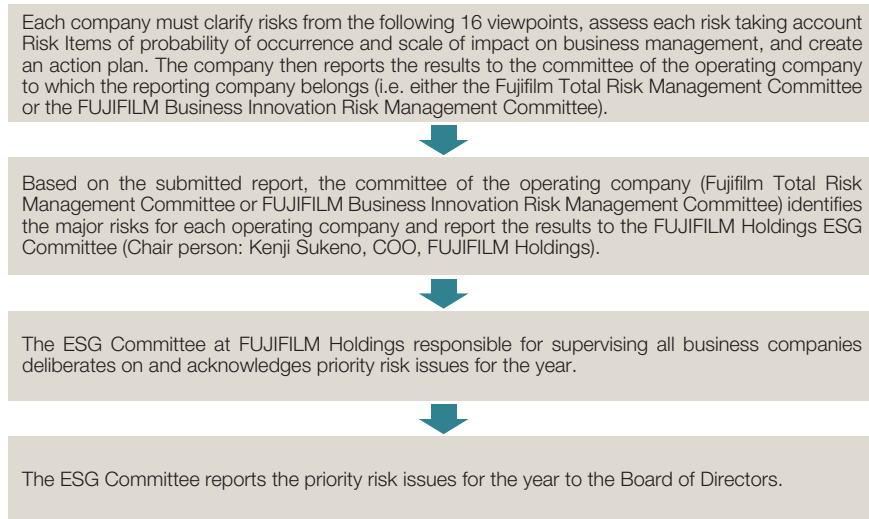 Each company must clarify risks from the following 16 viewpoints, assess each risk taking account
Risk Items of probability of occurrence and scale of impact on business management, and create
an action plan. The company then reports the results to the committee of the operating company
to which the reporting company belongs (i.e. either the Fujifilm Total Risk Management Committee
or the FUJIFILM Business Innovation Risk Management Committee).
Based on the submitted report, the committee of the operating company (Fujifilm Total Risk
Management Committee or FUJIFILM Business Innovation Risk Management Committee) identifies
the major risks for each operating company and report the results to the FUJIFILM Holdings ESG
Committee (Chair person: Kenji Sukeno, COO, FUJIFILM Holdings).
The ESG Committee at FUJIFILM Holdings responsible for supervising all business companies
deliberates on and acknowledges priority risk issues for the year.
The ESG Committee reports the priority risk issues for the year to the Board of Directors.